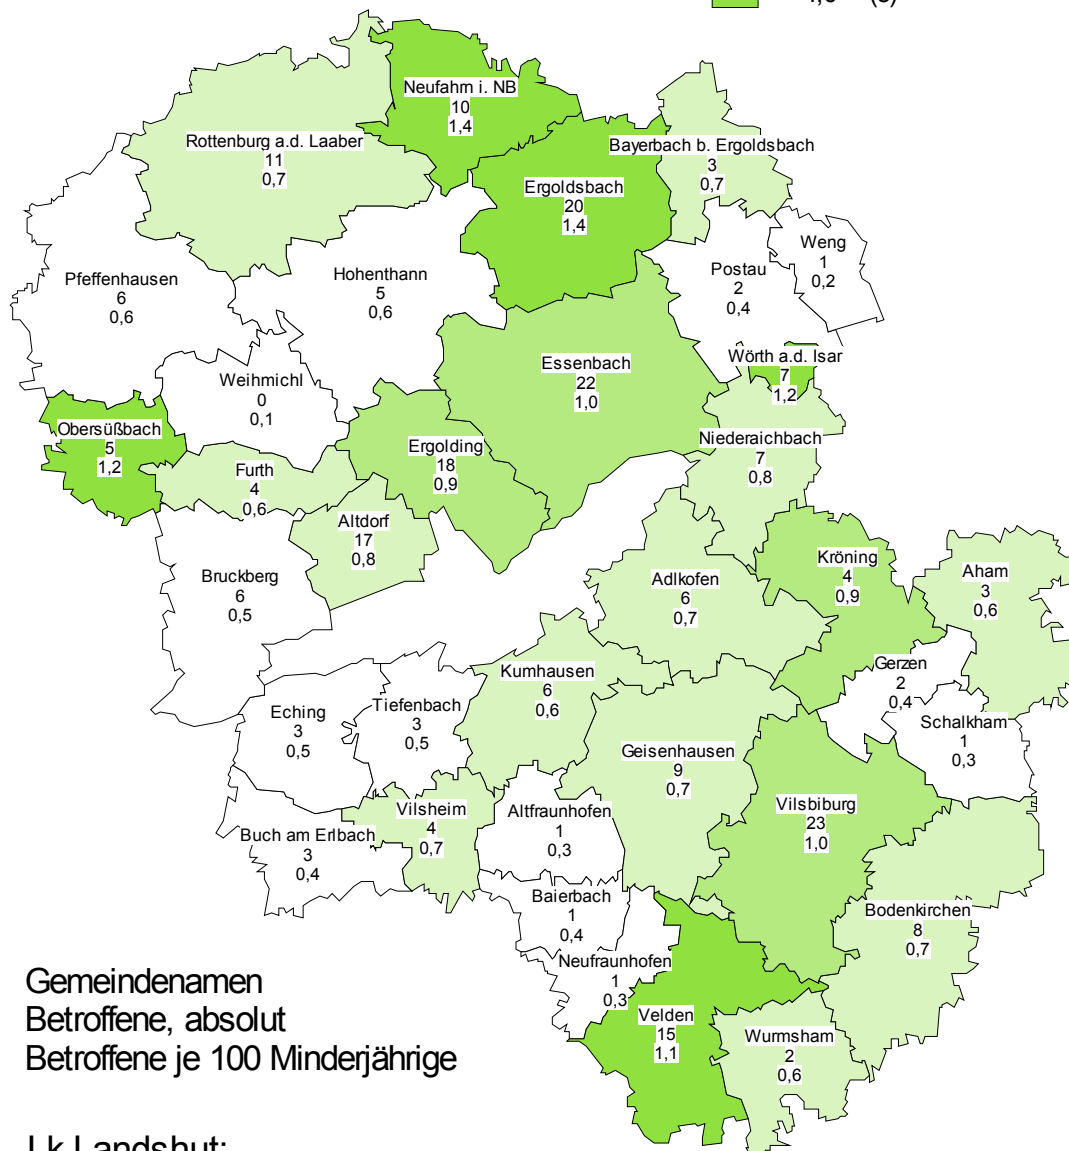 Neufahrn i. NB
10
1,4
Rottenburg a.d. Laaber
11
0,7
Bayerbach b. Ergoldsbach
3
0,7
Ergoldsbach
20
1,4
Weng
1
0,2
Postau
2
0,4
Pfeffenhausen
6
0,6
Hohenthann
5
0,6
Wörth a.d. Isar
7
1,2
Essenbach
22
1,0
Weihmichl
0
0,1
Obersüßbach
5
1,2
Niederaichbach
7
0,8
Ergolding
18
0,9
Furth
4
0,6
Altdorf
17
0,8
Kröning
4
0,9
Aham
3
0,6
Bruckberg
6
0,5
Adlkofen
6
0,7
Gerzen
2
0,4
Kumhausen
6
0,6
Tiefenbach
3
0,5
Eching
3
0,5
Schalkham
1
0,3
Geisenhausen
9
0,7
Vilsbiburg
23
1,0
Vilsheim
4
0,7
Altfraunhofen
1
0,3
Buch am Erlbach
3
0,4
Baierbach
1
0,4
Bodenkirchen
8
0,7
Neufraunhofen
1
0,3
Velden
15
1,1
Wurmsham
2
0,6
Gemeindenamen
Betroffene, absolut
Betroffene je 100 Minderjährige
Lk Landshut: